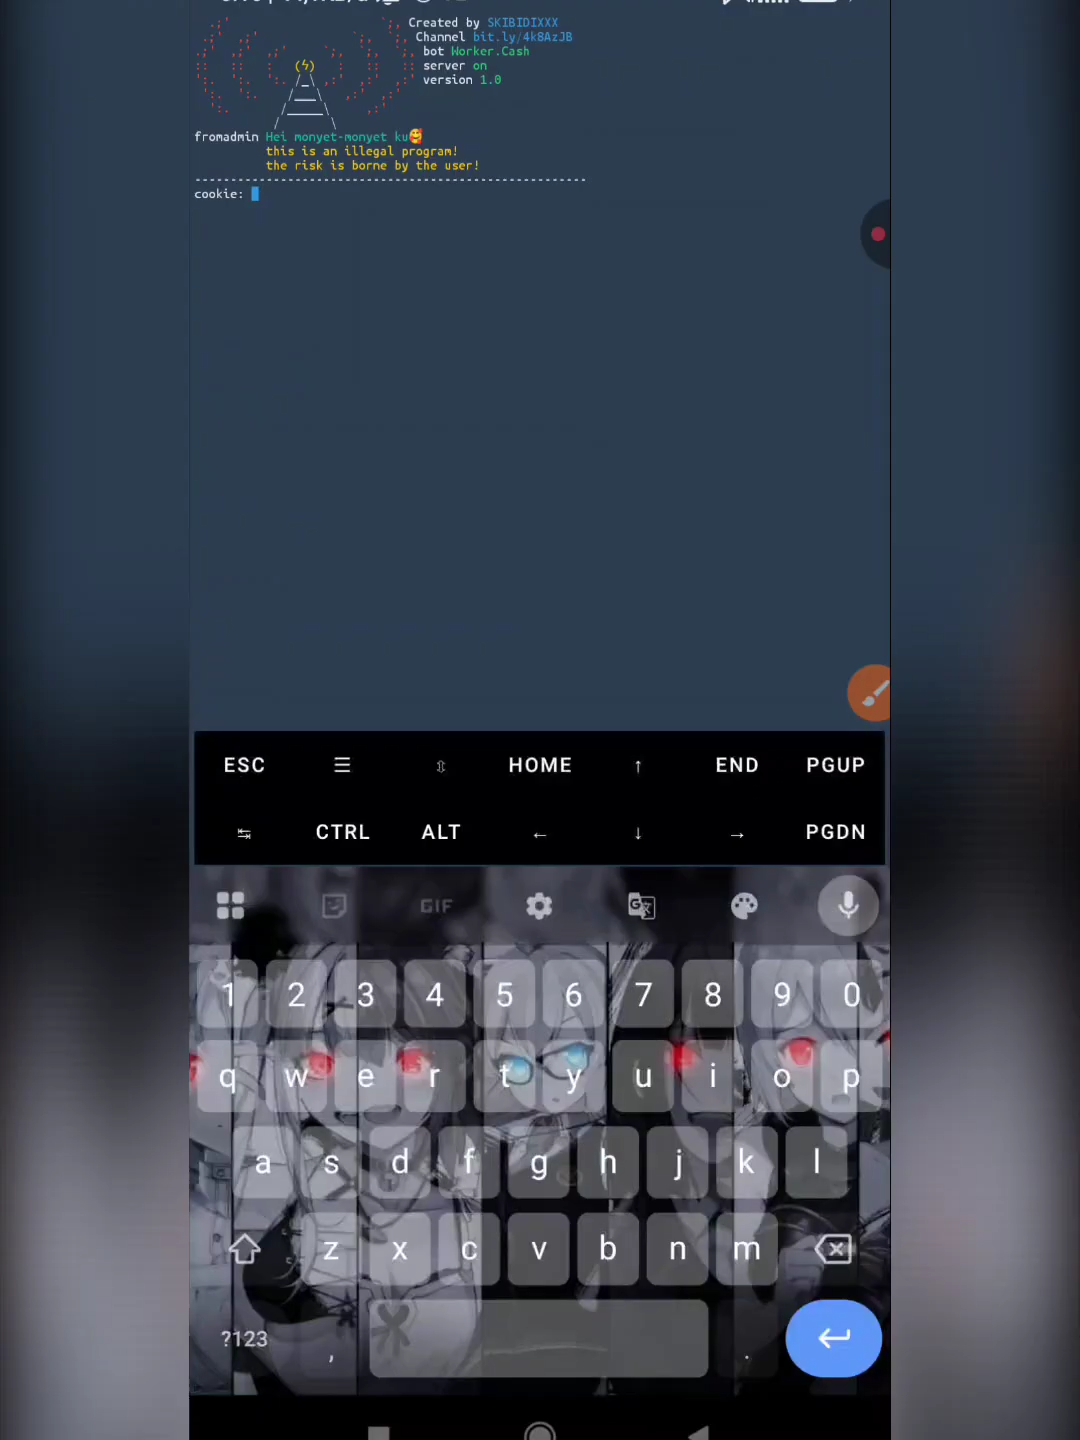 Created by SKIBIDIXXX
Channel bit.ly/4k8AzJB
bot Worker.Cash
server on
version 1.0
fromadmin Hei monyet-monyet ku🥰
this is an illegal program!
the risk is borne by the user!
-------------------------------------------------------
cookie:
ESC ☰ ⇳ HOME ↑ END PGUP
↹ CTRL ALT ← ↓ → PGDN
GIF
1 2 3 4 5 6 7 8 9 0
q w e r t y u i o p
a s d f g h j k l
z x c v b n m
?123 , .